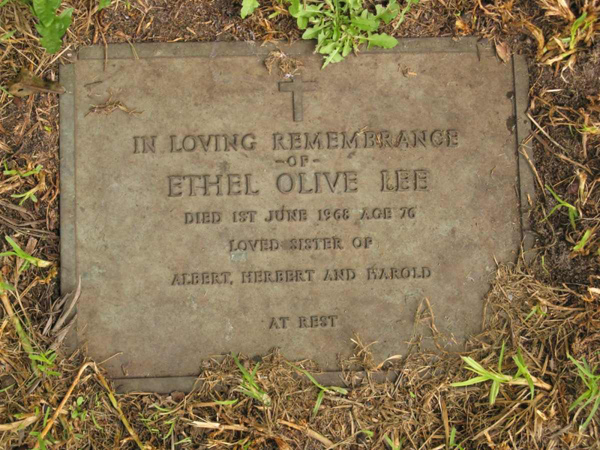 IN LOVING REMEMBRANCE
-OF-
ETHEL OLIVE LEE
DIED 1ST JUNE 1968 AGE 76
LOVED SISTER OF
ALBERT, HERBERT AND HAROLD
AT REST